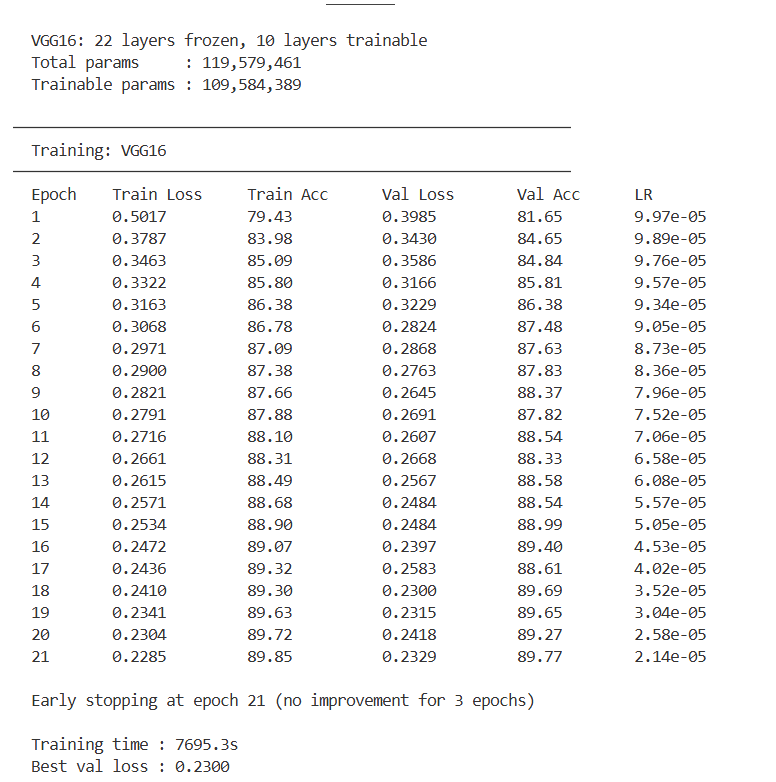 VGG16: 22 layers frozen, 10 layers trainable
Total params     : 119,579,461
Trainable params : 109,584,389
Training: VGG16
Epoch    Train Loss     Train Acc      Val Loss       Val Acc      LR
1        0.5017         79.43          0.3985         81.65        9.97e-05
2        0.3787         83.98          0.3430         84.65        9.89e-05
3        0.3463         85.09          0.3586         84.84        9.76e-05
4        0.3322         85.80          0.3166         85.81        9.57e-05
5        0.3163         86.38          0.3229         86.38        9.34e-05
6        0.3068         86.78          0.2824         87.48        9.05e-05
7        0.2971         87.09          0.2868         87.63        8.73e-05
8        0.2900         87.38          0.2763         87.83        8.36e-05
9        0.2821         87.66          0.2645         88.37        7.96e-05
10       0.2791         87.88          0.2691         87.82        7.52e-05
11       0.2716         88.10          0.2607         88.54        7.06e-05
12       0.2661         88.31          0.2668         88.33        6.58e-05
13       0.2615         88.49          0.2567         88.58        6.08e-05
14       0.2571         88.68          0.2484         88.54        5.57e-05
15       0.2534         88.90          0.2484         88.99        5.05e-05
16       0.2472         89.07          0.2397         89.40        4.53e-05
17       0.2436         89.32          0.2583         88.61        4.02e-05
18       0.2410         89.30          0.2300         89.69        3.52e-05
19       0.2341         89.63          0.2315         89.65        3.04e-05
20       0.2304         89.72          0.2418         89.27        2.58e-05
21       0.2285         89.85          0.2329         89.77        2.14e-05
Early stopping at epoch 21 (no improvement for 3 epochs)
Training time : 7695.3s
Best val loss : 0.2300